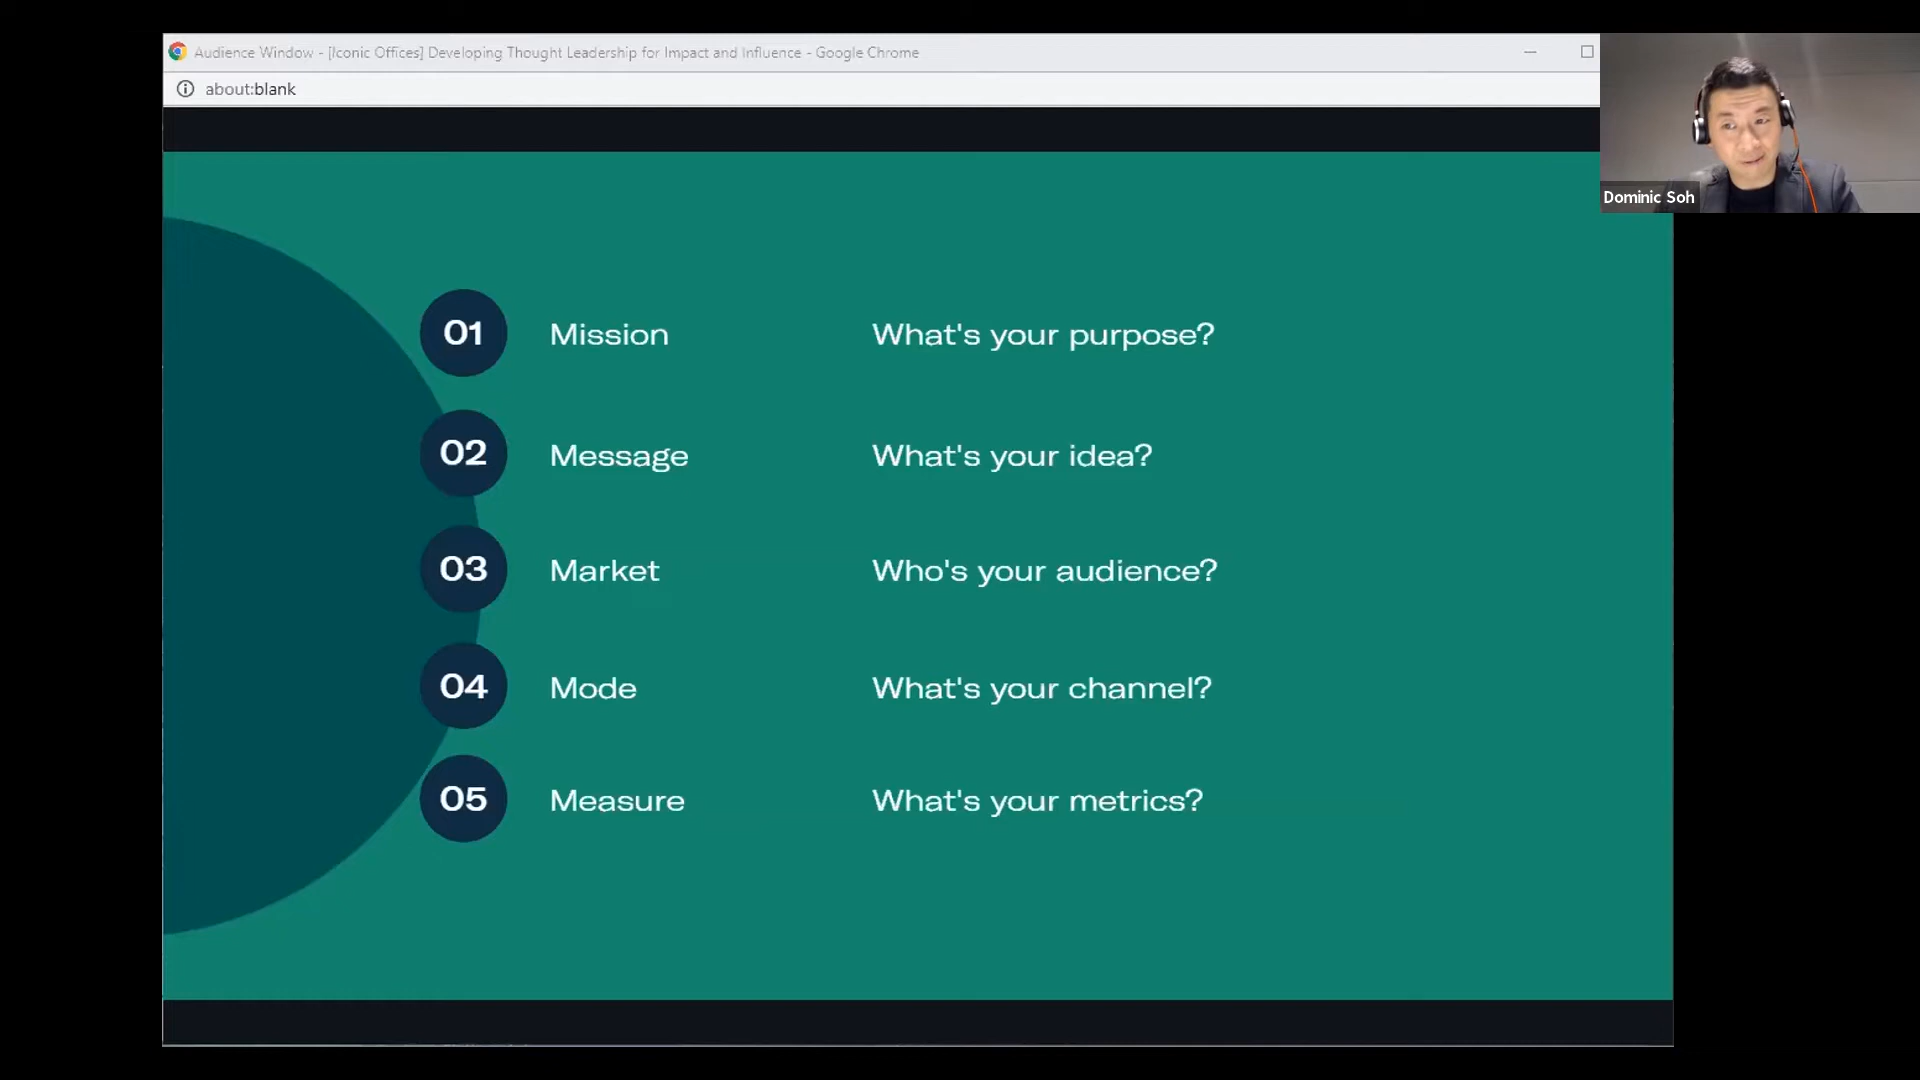 Audience Window - [Iconic Offices] Developing Thought Leadership for Impact and Influence - Google Chrome
about:blank
Dominic Soh
01 Mission What's your purpose?
02 Message What's your idea?
03 Market Who's your audience?
04 Mode What's your channel?
05 Measure What's your metrics?